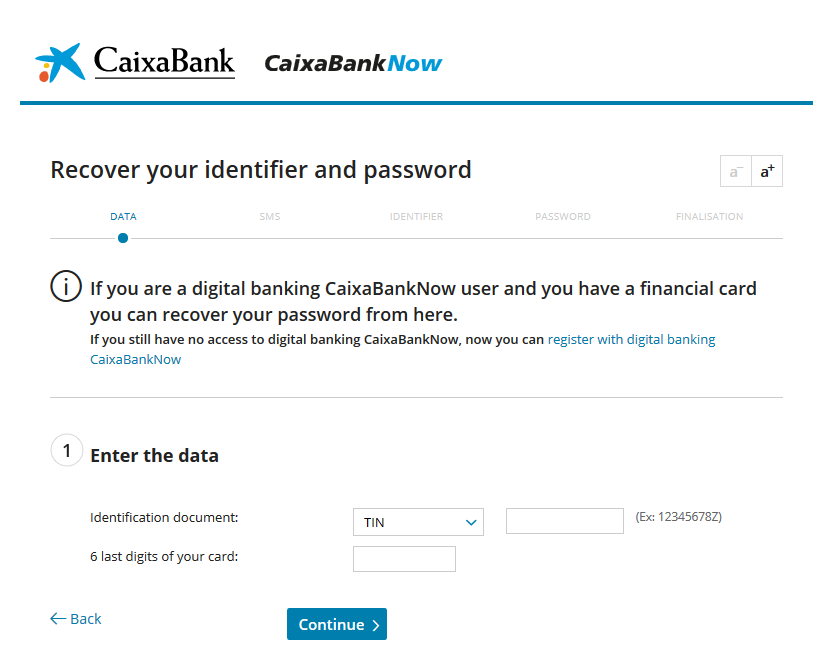 CaixaBank CaixaBankNow
Recover your identifier and password
a- a+
DATA SMS IDENTIFIER PASSWORD FINALISATION
i
If you are a digital banking CaixaBankNow user and you have a financial card
you can recover your password from here.
If you still have no access to digital banking CaixaBankNow, now you can register with digital banking
CaixaBankNow
1 Enter the data
Identification document: TIN (Ex: 12345678Z)
6 last digits of your card:
Back Continue